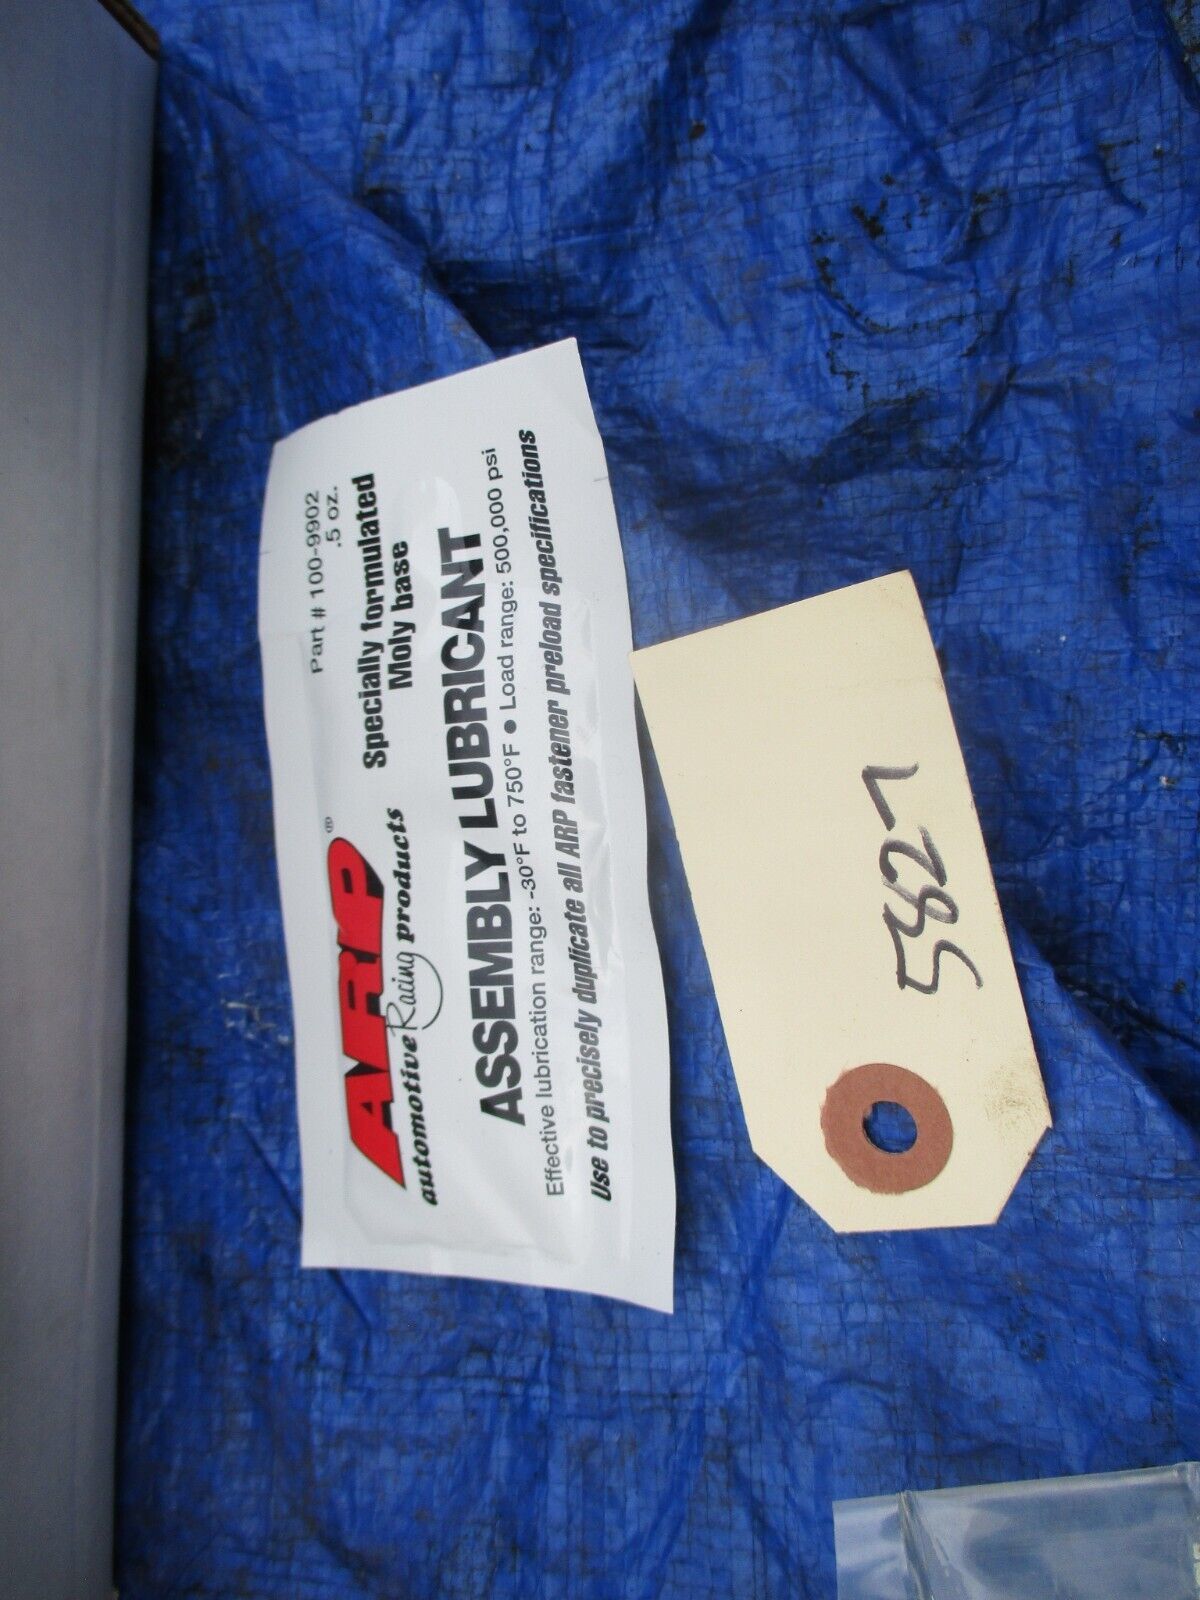 Part # 100-9902
.5 oz.
ARP®
Specially formulated
automotive Racing products
Moly base
ASSEMBLY LUBRICANT
Effective lubrication range: -30°F to 750°F ● Load range: 500,000 psi
Use to precisely duplicate all ARP fastener preload specifications
5827